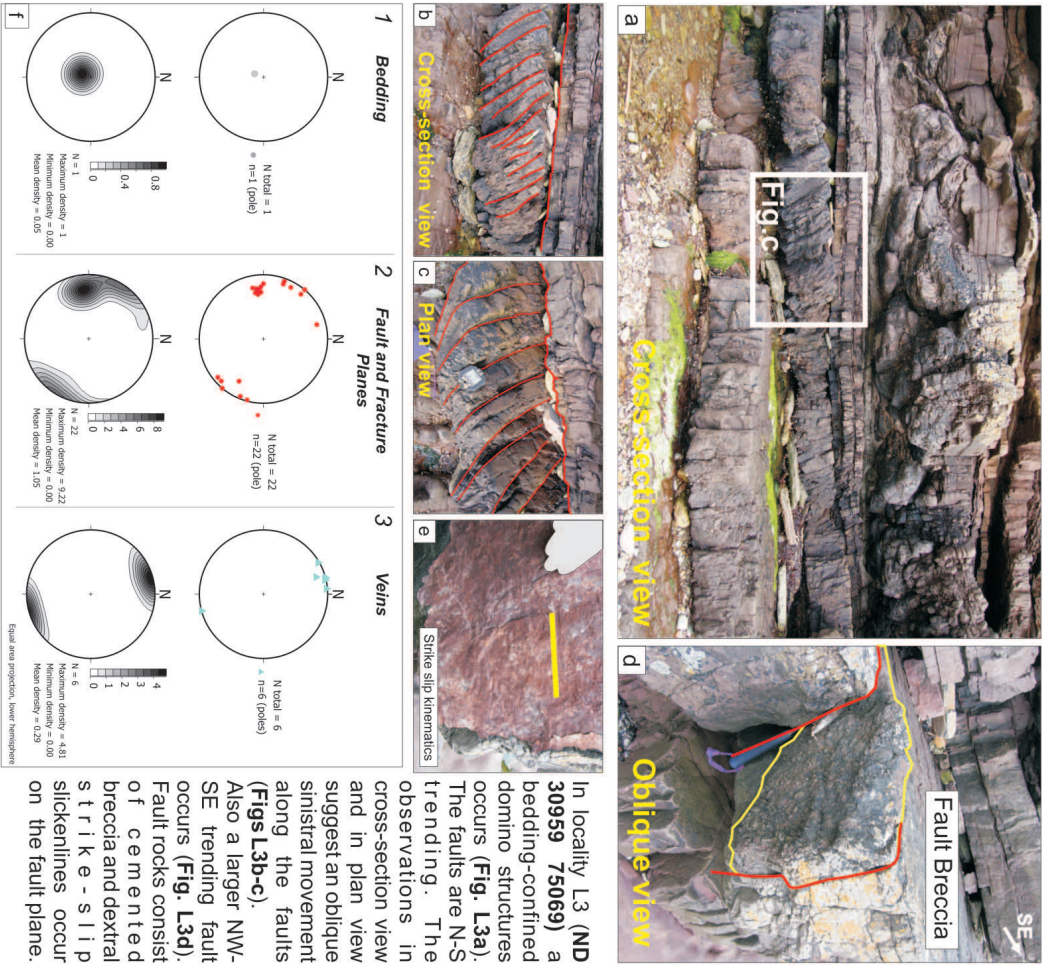 a
Fig.c
Cross-section view
b
Cross-section view
c
Plan view
d
SE
Fault Breccia
Oblique view
e
Strike slip kinematics
f
1
Bedding
N
N total = 1
n=1 (pole)
N
0
0.4
0.8
N = 1
Maximum density = 1
Minimum density = 0.00
Mean density = 0.05
2
Fault and Fracture
Planes
N
N total = 22
n=22 (pole)
N
0
2
4
6
8
N = 22
Maximum density = 9.22
Minimum density = 0.00
Mean density = 1.05
3
Veins
N
N total = 6
n=6 (poles)
N
0
1
2
3
4
N = 6
Maximum density = 4.81
Minimum density = 0.00
Mean density = 0.29
Equal area projection, lower hemisphere
In locality L3 (ND
30959 75069) a
bedding-confined
domino structures
occurs (Fig. L3a).
The faults are N-S
trending. The
observations in
cross-section view
and in plan view
suggest an oblique
sinistral movement
along the faults
(Figs L3b-c).
Also a larger NW-
SE trending fault
occurs (Fig. L3d).
Fault rocks consist
of cemented
breccia and dextral
strike-slip
slickenlines occur
on the fault plane.